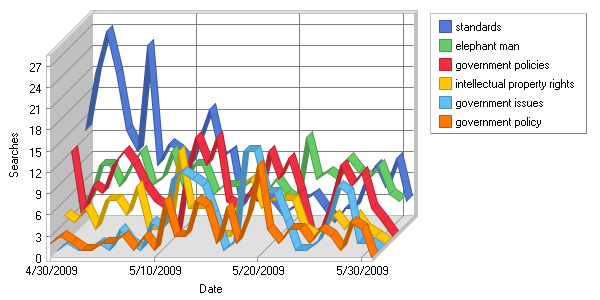 standards
elephant man
government policies
intellectual property rights
government issues
government policy
27
24
21
18
15
12
9
6
3
0
Searches
4/30/2009 5/10/2009 5/20/2009 5/30/2009
Date